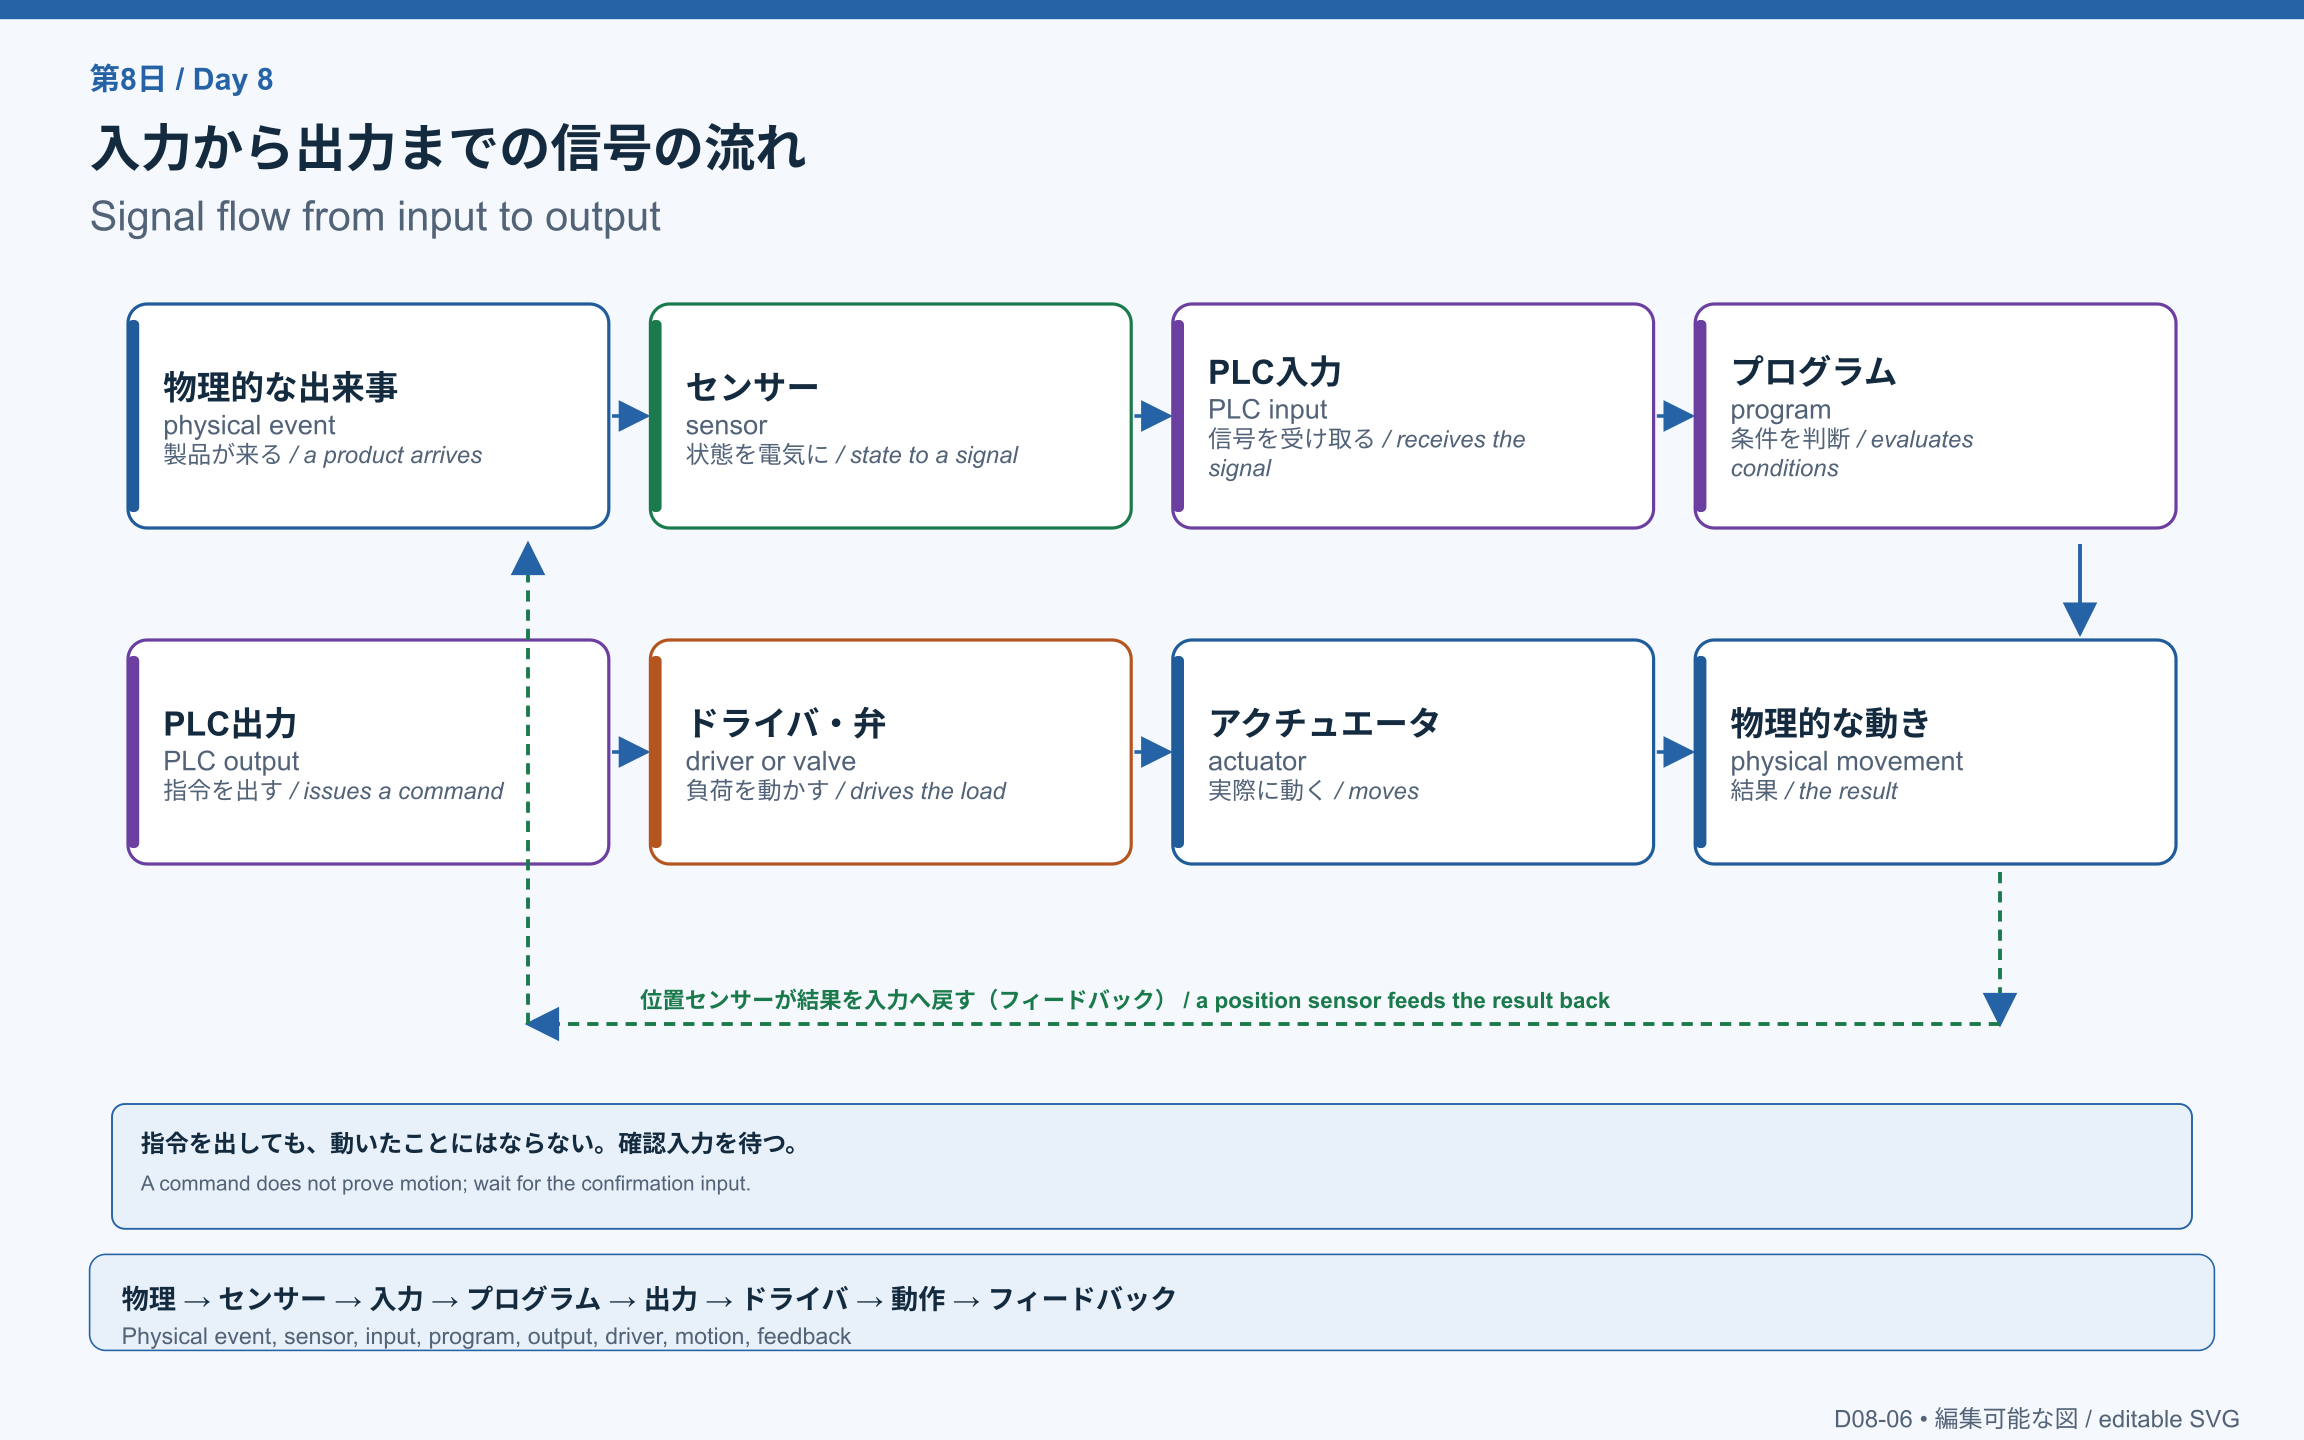 第8日 / Day 8
入力から出力までの信号の流れ
Signal flow from input to output
物理的な出来事
physical event
製品が来る / a product arrives
センサー
sensor
状態を電気に / state to a signal
PLC入力
PLC input
信号を受け取る / receives the
signal
プログラム
program
条件を判断 / evaluates
conditions
PLC出力
PLC output
指令を出す / issues a command
ドライバ・弁
driver or valve
負荷を動かす / drives the load
アクチュエータ
actuator
実際に動く / moves
物理的な動き
physical movement
結果 / the result
位置センサーが結果を入力へ戻す（フィードバック） / a position sensor feeds the result back
指令を出しても、動いたことにはならない。確認入力を待つ。
A command does not prove motion; wait for the confirmation input.
物理 → センサー → 入力 → プログラム → 出力 → ドライバ → 動作 → フィードバック
Physical event, sensor, input, program, output, driver, motion, feedback
D08-06 • 編集可能な図 / editable SVG